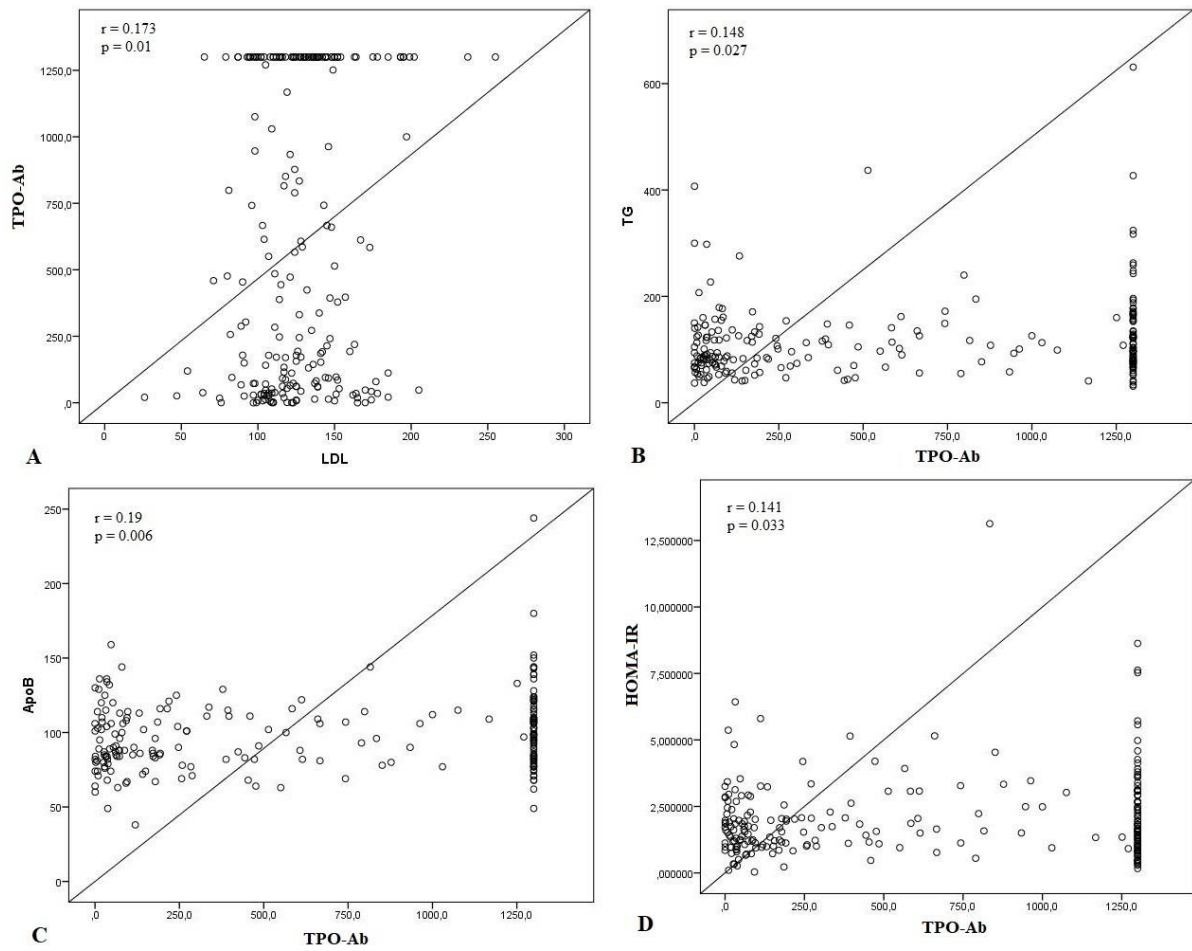 r = 0.173
p = 0.01
1250,0
1000,0
750,0
500,0
250,0
,0
TPO-Ab
0 50 100 150 200 250 300
LDL
A
r = 0.148
p = 0.027
600
400
200
0
TG
,0 250,0 500,0 750,0 1000,0 1250,0
TPO-Ab
B
r = 0.19
p = 0.006
250
200
150
100
50
0
ApoB
,0 250,0 500,0 750,0 1000,0 1250,0
TPO-Ab
C
r = 0.141
p = 0.033
12,500000
10,000000
7,500000
5,000000
2,500000
,000000
HOMA-IR
,0 250,0 500,0 750,0 1000,0 1250,0
TPO-Ab
D